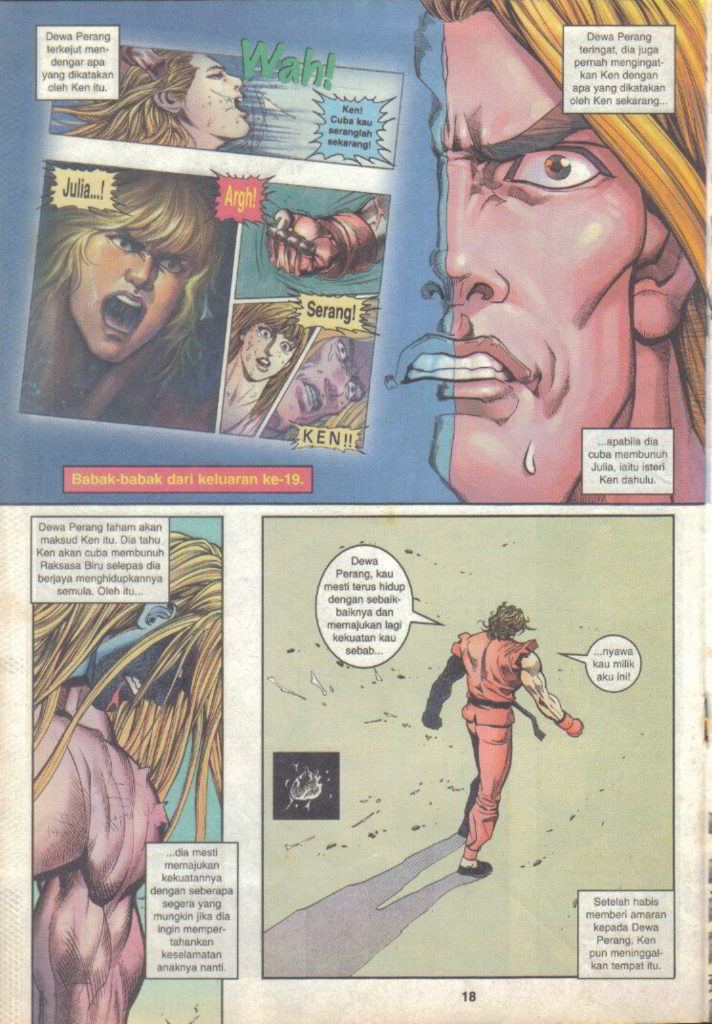 Dewa Perang
terkejut men-
dengar apa
yang dikatakan
oleh Ken itu.
Wah!
Ken!
Cuba kau
seranglah
sekarang!
Dewa Perang
teringat, dia juga
pernah mengingat-
kan Ken dengan
apa yang dikatakan
oleh Ken sekarang...
Julia...!
Argh!
Serang!
KEN!!
...apabila dia
cuba membunuh
Julia, iaitu isteri
Ken dahulu.
Babak-babak dari keluaran ke-19.
Dewa Perang faham akan
maksud Ken itu. Dia tahu
Ken akan cuba membunuh
Raksasa Biru selepas dia
berjaya menghidupkannya
semula. Oleh itu...
...dia mesti
memajukan
kekuatannya
dengan seberapa
segera yang
mungkin jika dia
ingin memper-
tahankan
keselamatan
anaknya nanti.
Dewa
Perang, kau
mesti terus hidup
dengan sebaik-
baiknya dan
memajukan lagi
kekuatan kau
sebab...
...nyawa
kau milik
aku ini!
Setelah habis
memberi amaran
kepada Dewa
Perang, Ken
pun meninggal-
kan tempat itu.
18